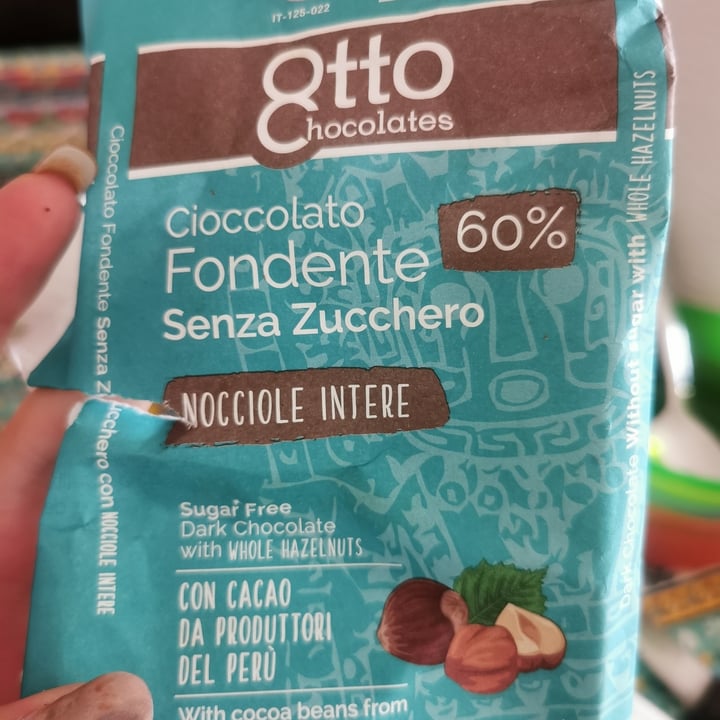 IT-125-022
Otto
Chocolates
Cioccolato
Fondente
Senza Zucchero
60%
NOCCIOLE INTERE
Sugar Free
Dark Chocolate
with WHOLE HAZELNUTS
CON CACAO
DA PRODUTTORI
DEL PERÙ
With cocoa beans from
Cioccolato Fondente Senza Zucchero con NOCCIOLE INTERE
Dark Chocolate Without sugar with WHOLE HAZELNUTS